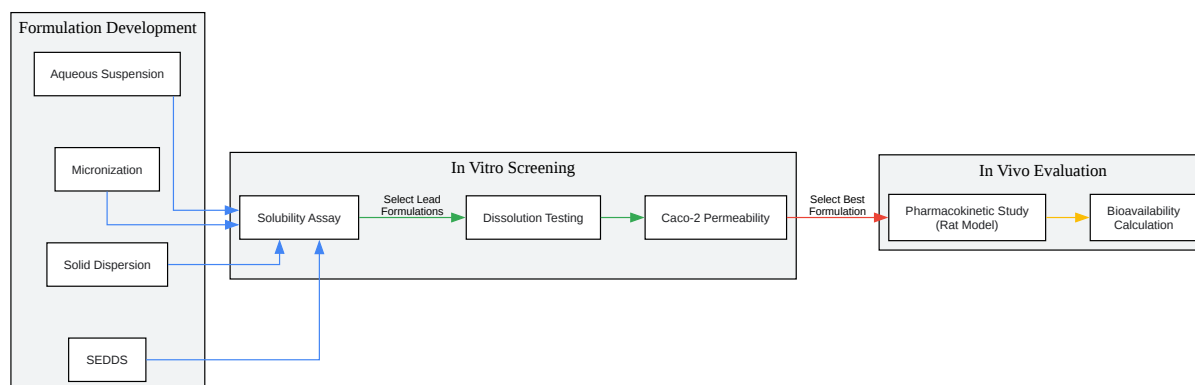 Formulation Development
Aqueous Suspension
Micronization
Solid Dispersion
SEDDS
In Vitro Screening
Solubility Assay
Select Lead
Formulations
Dissolution Testing
Caco-2 Permeability
Select Best
Formulation
In Vivo Evaluation
Pharmacokinetic Study
(Rat Model)
Bioavailability
Calculation